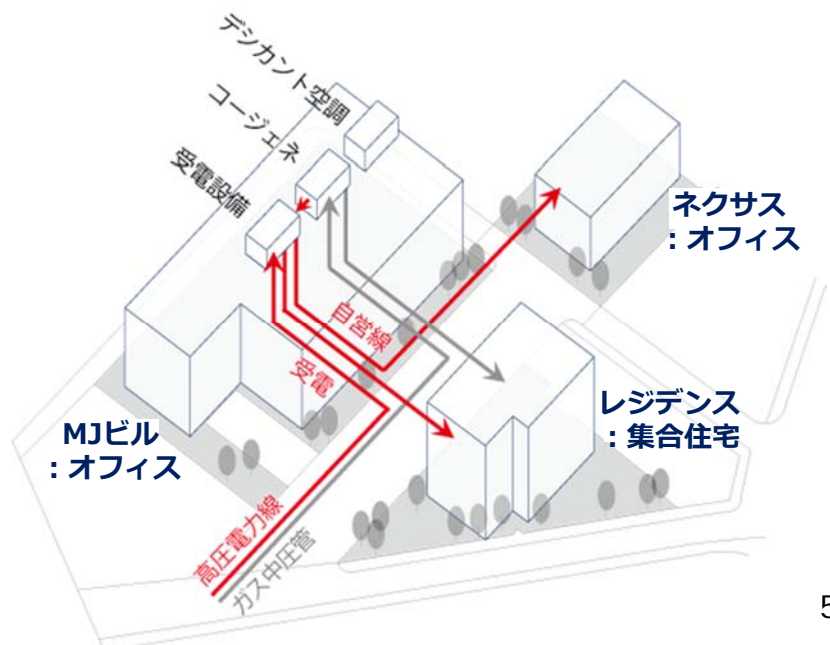 デシカント空調
コージェネ
受電設備
ネクサス
：オフィス
自営線
受電
レジデンス
：集合住宅
MJビル
：オフィス
高圧電力線
ガス中圧管
5